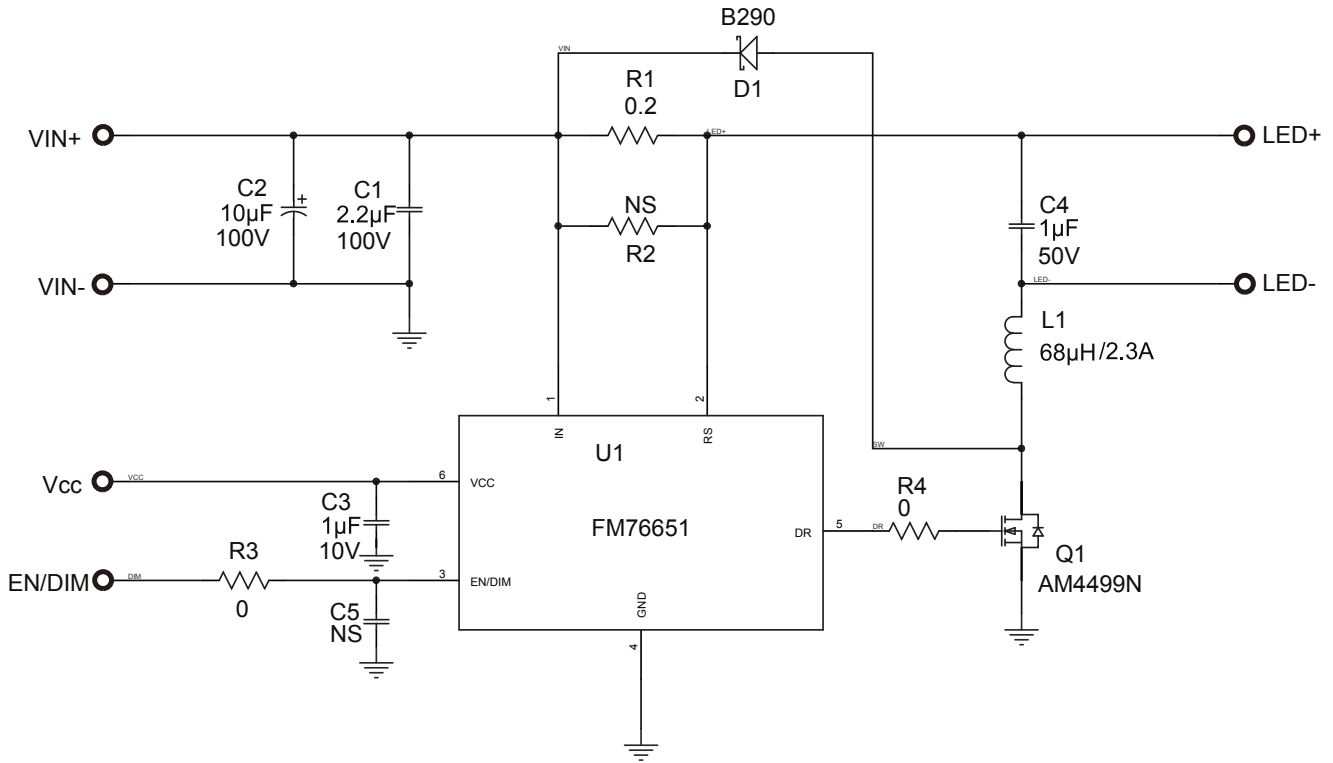 B290
VIN
D1
R1
0.2
VIN+
LED+
LED+
C2
10µF
100V
+
C1
2.2µF
100V
NS
R2
C4
1µF
50V
VIN-
LED-
LED-
L1
68µH/2.3A
1
2
IN
RS
U1
SW
Vcc
VCC
6
VCC
C3
1µF
10V
FM76651
DR
5
DR
R4
0
Q1
AM4499N
EN/DIM
DIM
R3
0
3
EN/DIM
C5
NS
GND
4